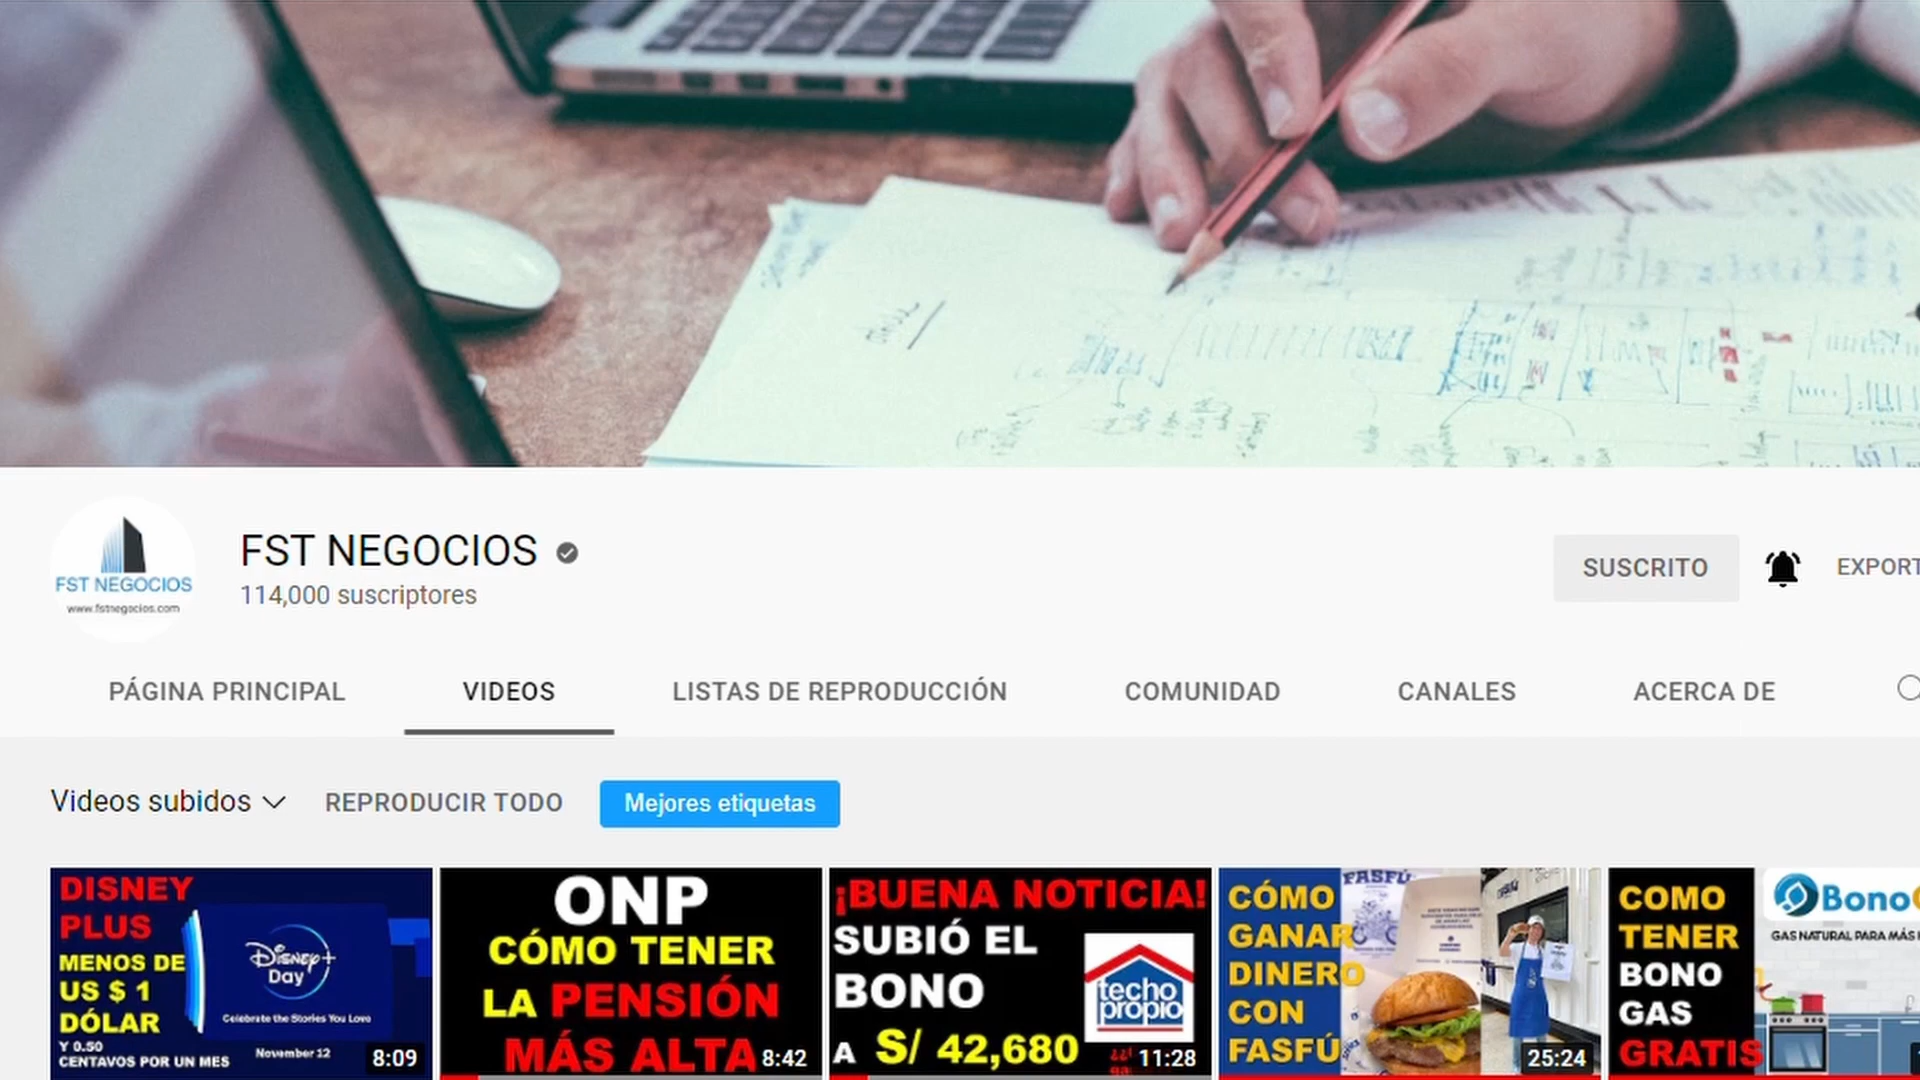 FST NEGOCIOS
www.fstnegocios.com
FST NEGOCIOS
114,000 suscriptores
SUSCRITO
EXPORT
PÁGINA PRINCIPAL
VIDEOS
LISTAS DE REPRODUCCIÓN
COMUNIDAD
CANALES
ACERCA DE
Videos subidos
REPRODUCIR TODO
Mejores etiquetas
DISNEY
PLUS
MENOS DE
US $ 1
DÓLAR
Y 0.50
CENTAVOS POR UN MES
Disney+
Day
Celebrate the Stories You Love
November 12
8:09
ONP
CÓMO TENER
LA PENSIÓN
MÁS ALTA
8:42
¡BUENA NOTICIA!
SUBIÓ EL
BONO
A S/ 42,680
techo
propio
11:28
CÓMO
GANAR
DINERO
CON
FASFÚ
FASFÚ
25:24
COMO
TENER
BONO
GAS
GRATIS
Bono
GAS NATURAL PARA MÁS